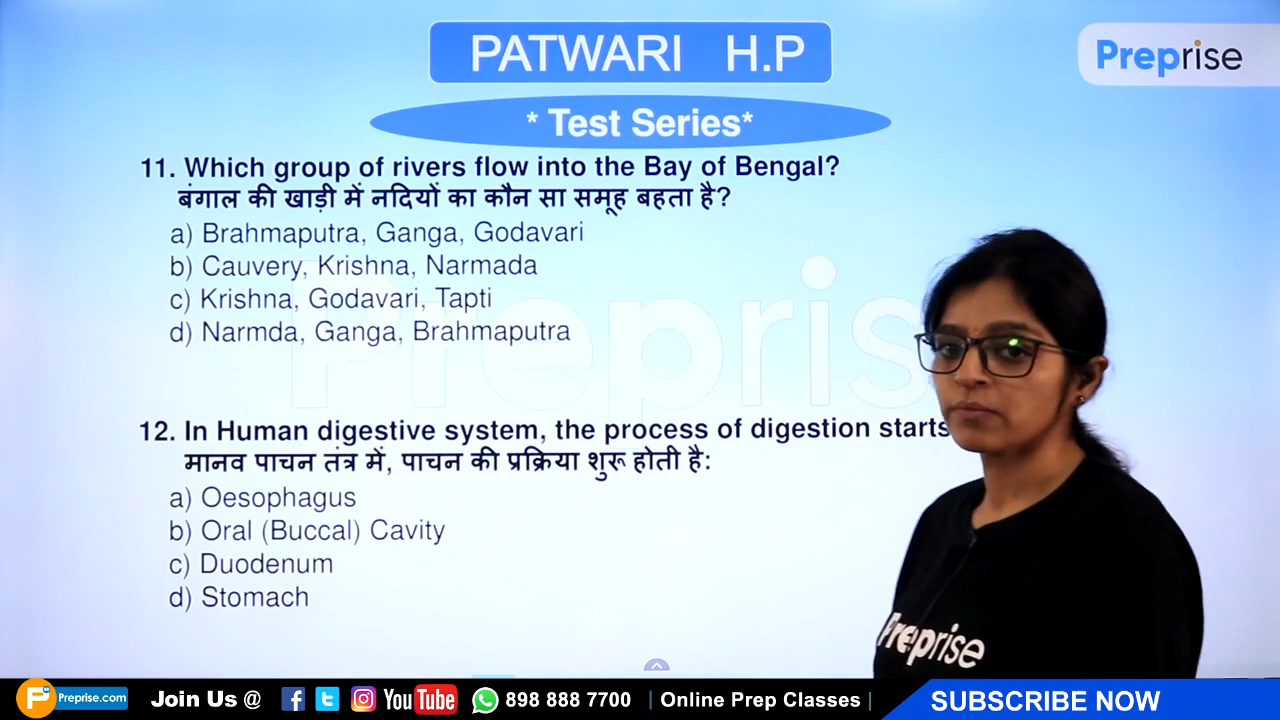 PATWARI H.P
Preprise
* Test Series*
11. Which group of rivers flow into the Bay of Bengal?
बंगाल की खाड़ी में नदियों का कौन सा समूह बहता है?
a) Brahmaputra, Ganga, Godavari
b) Cauvery, Krishna, Narmada
c) Krishna, Godavari, Tapti
d) Narmda, Ganga, Brahmaputra
Prepris
12. In Human digestive system, the process of digestion starts
मानव पाचन तंत्र में, पाचन की प्रक्रिया शुरू होती है:
a) Oesophagus
b) Oral (Buccal) Cavity
c) Duodenum
d) Stomach
Preprise
Preprise.com Join Us @ YouTube 898 888 7700 | Online Prep Classes | SUBSCRIBE NOW